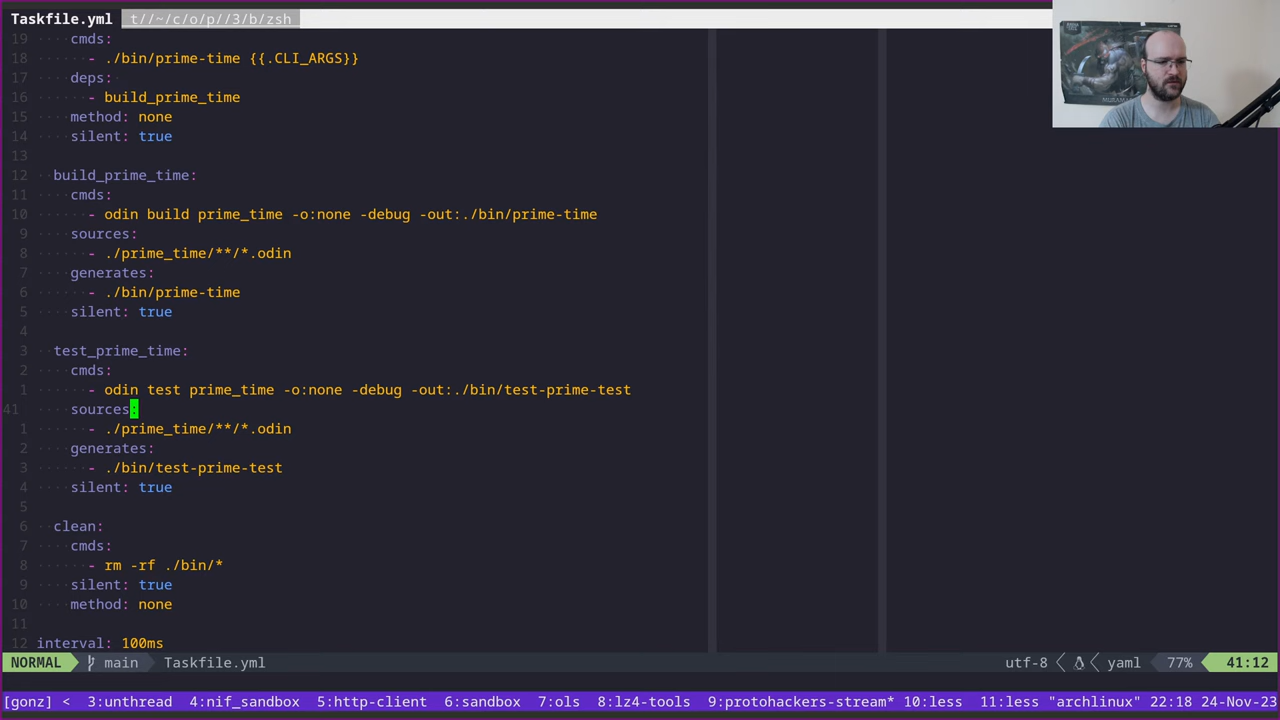 Taskfile.yml t//~/c/o/p//3/b/zsh
19 cmds:
18 - ./bin/prime-time {{.CLI_ARGS}}
17 deps:
16 - build_prime_time
15 method: none
14 silent: true
13
12 build_prime_time:
11 cmds:
10 - odin build prime_time -o:none -debug -out:./bin/prime-time
9 sources:
8 - ./prime_time/**/*.odin
7 generates:
6 - ./bin/prime-time
5 silent: true
4
3 test_prime_time:
2 cmds:
1 - odin test prime_time -o:none -debug -out:./bin/test-prime-test
41 sources:
1 - ./prime_time/**/*.odin
2 generates:
3 - ./bin/test-prime-test
4 silent: true
5
6 clean:
7 cmds:
8 - rm -rf ./bin/*
9 silent: true
10 method: none
11
12 interval: 100ms
NORMAL main Taskfile.yml utf-8 yaml 77% 41:12
[gonz] < 3:unthread 4:nif_sandbox 5:http-client 6:sandbox 7:ols 8:lz4-tools 9:protohackers-stream* 10:less 11:less "archlinux" 22:18 24-Nov-23